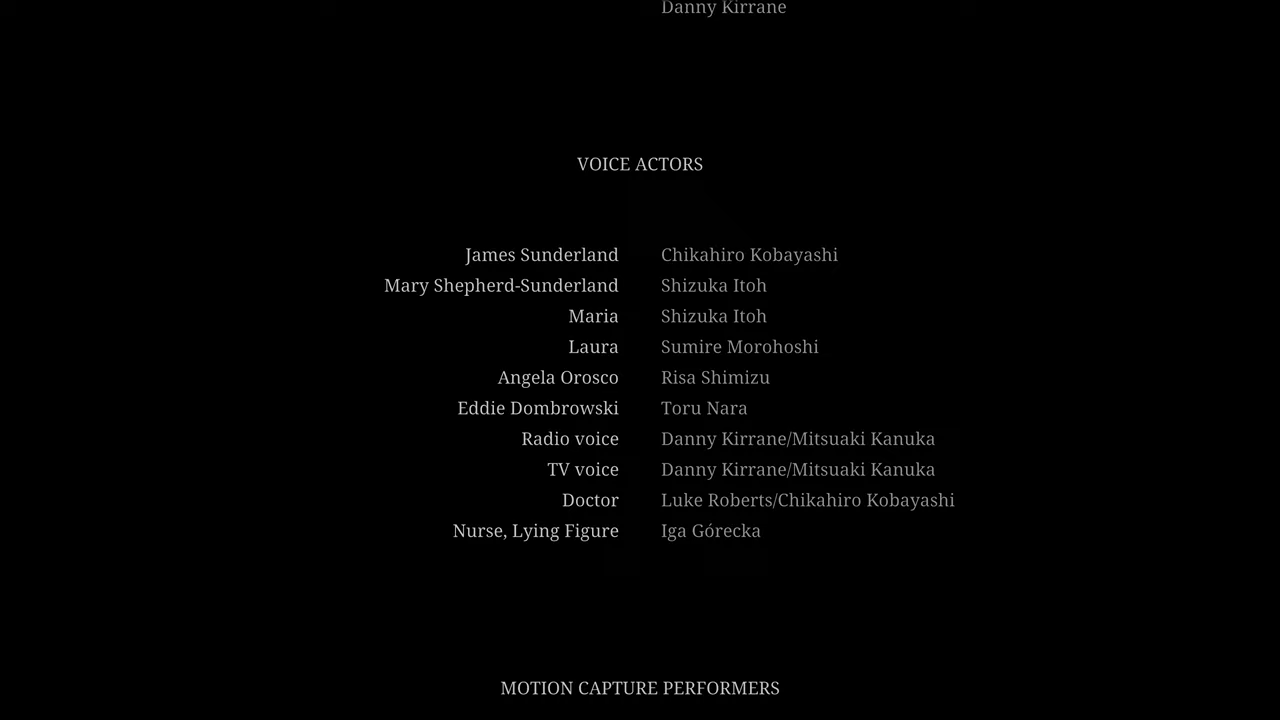 Danny Kirrane
VOICE ACTORS
James Sunderland Chikahiro Kobayashi
Mary Shepherd-Sunderland Shizuka Itoh
Maria Shizuka Itoh
Laura Sumire Morohoshi
Angela Orosco Risa Shimizu
Eddie Dombrowski Toru Nara
Radio voice Danny Kirrane/Mitsuaki Kanuka
TV voice Danny Kirrane/Mitsuaki Kanuka
Doctor Luke Roberts/Chikahiro Kobayashi
Nurse, Lying Figure Iga Górecka
MOTION CAPTURE PERFORMERS